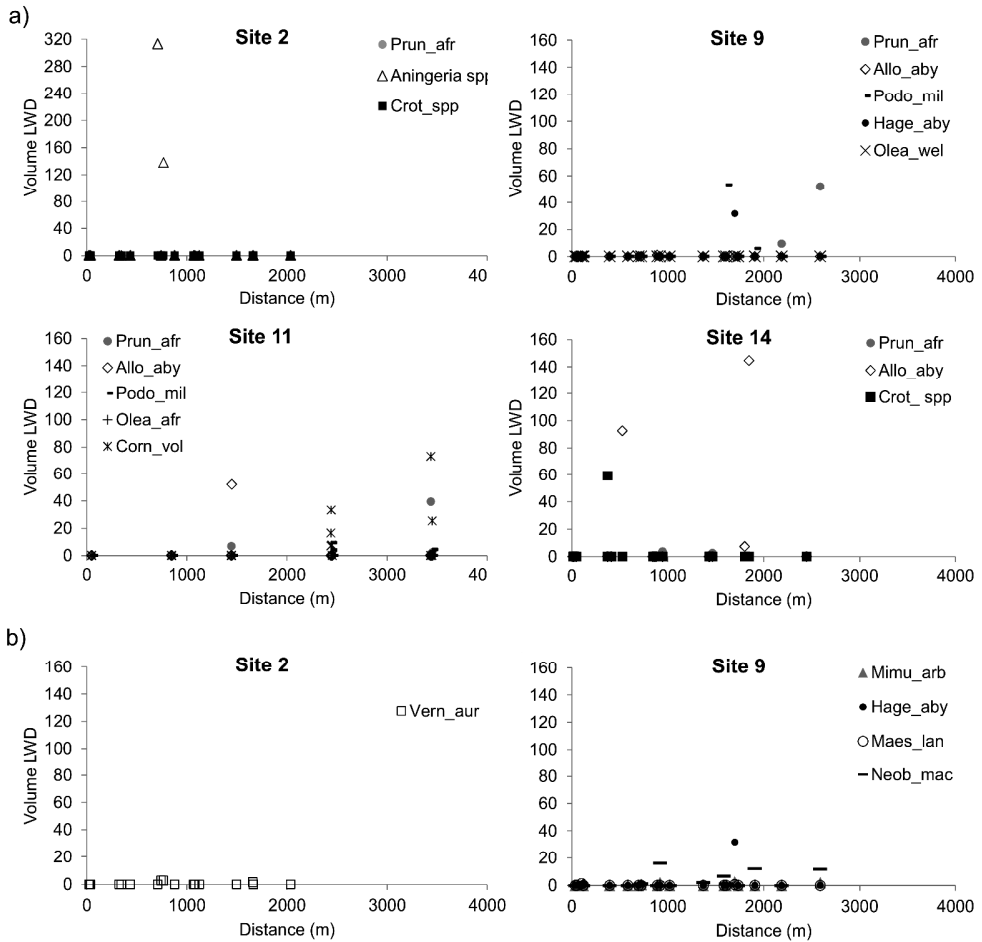 a)
Site 2
Volume LWD
320
280
240
200
160
120
80
40
0
0 1000 2000 3000 40
Distance (m)
Prun_afr
Aningeria spp
Crot_spp
Site 9
Volume LWD
160
140
120
100
80
60
40
20
0
0 1000 2000 3000 4000
Distance (m)
Prun_afr
Allo_aby
Podo_mil
Hage_aby
Olea_wel
Site 11
Volume LWD
160
140
120
100
80
60
40
20
0
0 1000 2000 3000 4000
Distance (m)
Prun_afr
Allo_aby
Podo_mil
Olea_afr
Corn_vol
Site 14
Volume LWD
160
140
120
100
80
60
40
20
0
0 1000 2000 3000 4000
Distance (m)
Prun_afr
Allo_aby
Crot_ spp
b)
Site 2
Volume LWD
160
140
120
100
80
60
40
20
0
0 1000 2000 3000 4000
Distance (m)
Vern_aur
Site 9
Volume LWD
160
140
120
100
80
60
40
20
0
0 1000 2000 3000 4000
Distance (m)
Mimu_arb
Hage_aby
Maes_lan
Neob_mac